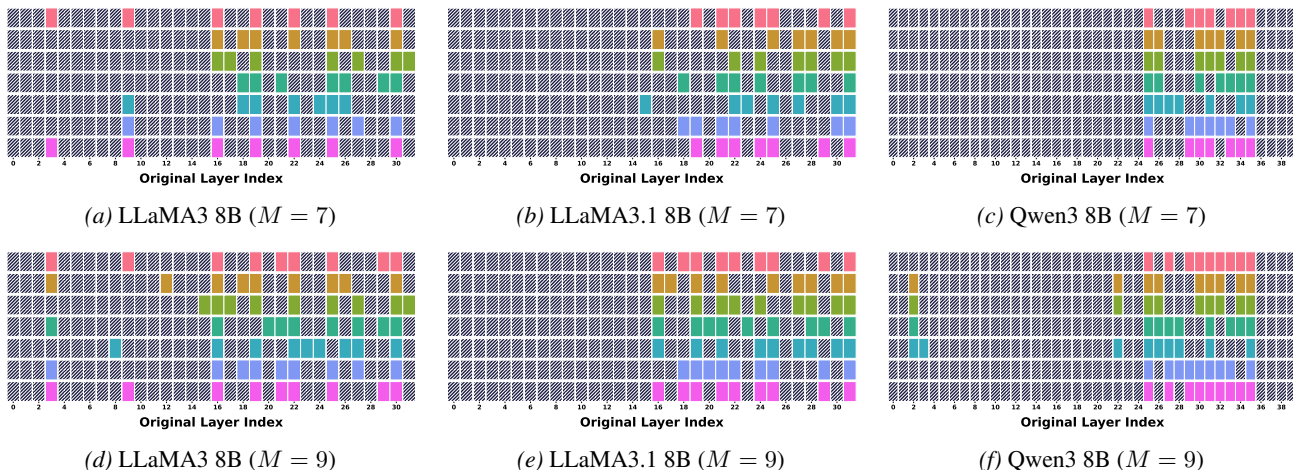 0 2 4 6 8 10 12 14 16 18 20 22 24 26 28 30
Original Layer Index
(a) LLaMA3 8B (M = 7)
0 2 4 6 8 10 12 14 16 18 20 22 24 26 28 30
Original Layer Index
(b) LLaMA3.1 8B (M = 7)
0 2 4 6 8 10 12 14 16 18 20 22 24 26 28 30 32 34 36 38
Original Layer Index
(c) Qwen3 8B (M = 7)
0 2 4 6 8 10 12 14 16 18 20 22 24 26 28 30
Original Layer Index
(d) LLaMA3 8B (M = 9)
0 2 4 6 8 10 12 14 16 18 20 22 24 26 28 30
Original Layer Index
(e) LLaMA3.1 8B (M = 9)
0 2 4 6 8 10 12 14 16 18 20 22 24 26 28 30 32 34 36 38
Original Layer Index
(f) Qwen3 8B (M = 9)